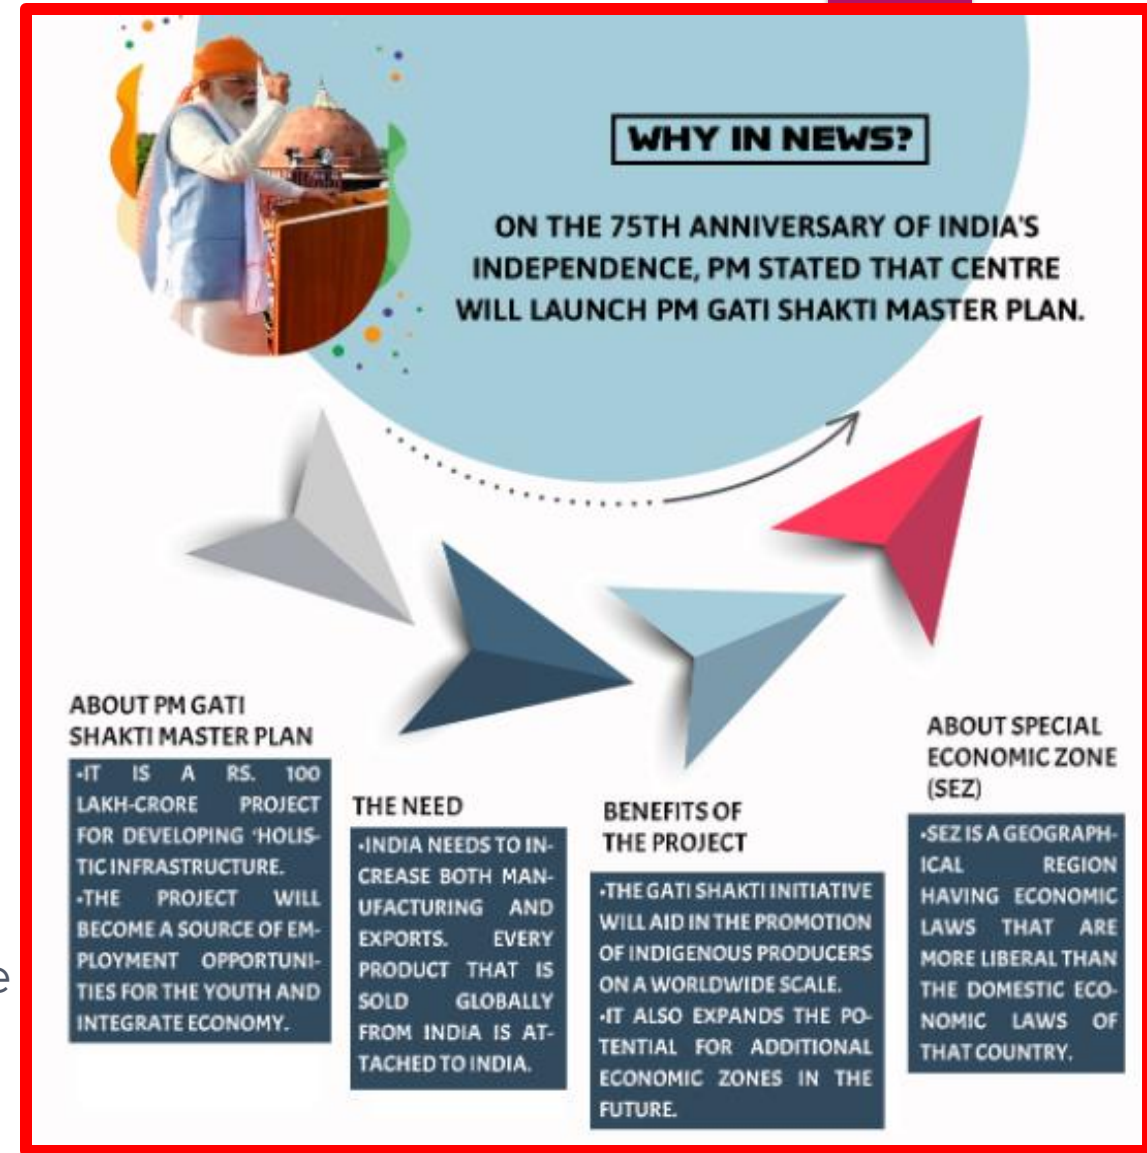 WHY IN NEWS?
ON THE 75TH ANNIVERSARY OF INDIA'S
INDEPENDENCE, PM STATED THAT CENTRE
WILL LAUNCH PM GATI SHAKTI MASTER PLAN.
ABOUT PM GATI
SHAKTI MASTER PLAN
•IT IS A RS. 100
LAKH-CRORE PROJECT
FOR DEVELOPING 'HOLIS-
TIC INFRASTRUCTURE.
•THE PROJECT WILL
BECOME A SOURCE OF EM-
PLOYMENT OPPORTUNI-
TIES FOR THE YOUTH AND
INTEGRATE ECONOMY.
THE NEED
•INDIA NEEDS TO IN-
CREASE BOTH MAN-
UFACTURING AND
EXPORTS. EVERY
PRODUCT THAT IS
SOLD GLOBALLY
FROM INDIA IS AT-
TACHED TO INDIA.
BENEFITS OF
THE PROJECT
•THE GATI SHAKTI INITIATIVE
WILL AID IN THE PROMOTION
OF INDIGENOUS PRODUCERS
ON A WORLDWIDE SCALE.
•IT ALSO EXPANDS THE PO-
TENTIAL FOR ADDITIONAL
ECONOMIC ZONES IN THE
FUTURE.
ABOUT SPECIAL
ECONOMIC ZONE
(SEZ)
•SEZ IS A GEOGRAPH-
ICAL REGION
HAVING ECONOMIC
LAWS THAT ARE
MORE LIBERAL THAN
THE DOMESTIC ECO-
NOMIC LAWS OF
THAT COUNTRY.
e